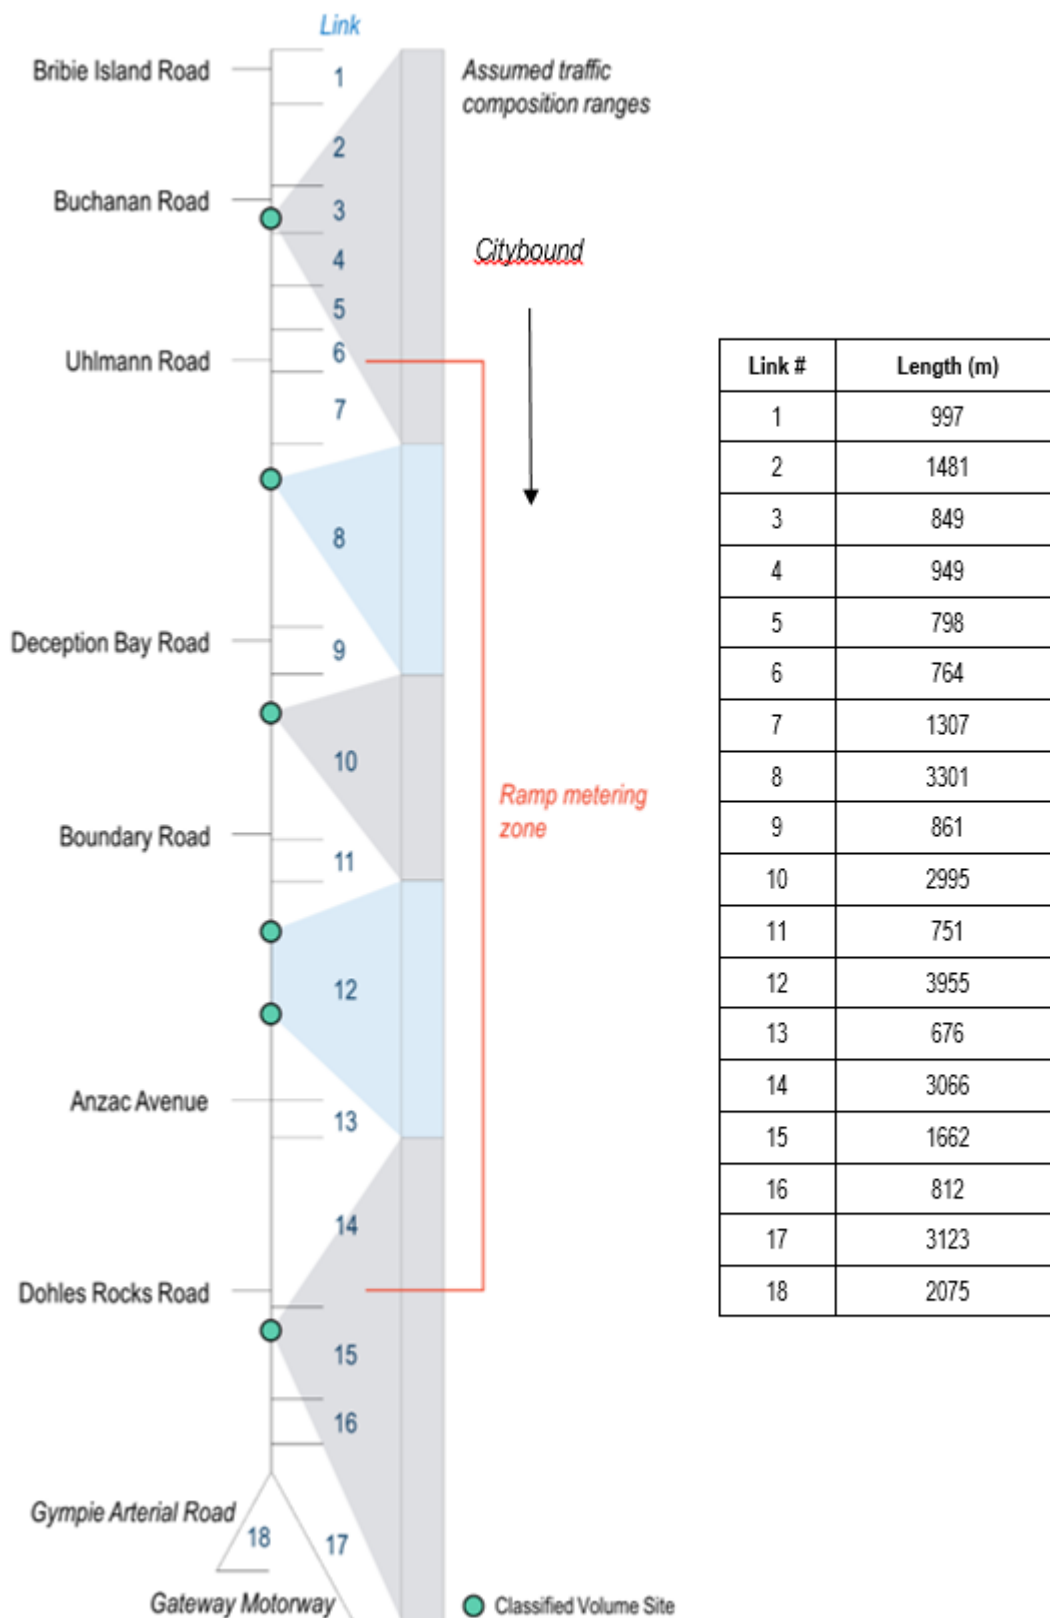 Link
Bribie Island Road
1
Assumed traffic
composition ranges
2
Buchanan Road
3
4
Citybound
5
Uhlmann Road
6
7
8
Deception Bay Road
9
10
Ramp metering
zone
Boundary Road
11
12
Anzac Avenue
13
14
Dohles Rocks Road
15
16
Gympie Arterial Road
18
17
Gateway Motorway
Classified Volume Site
Link # Length (m)
1 997
2 1481
3 849
4 949
5 798
6 764
7 1307
8 3301
9 861
10 2995
11 751
12 3955
13 676
14 3066
15 1662
16 812
17 3123
18 2075